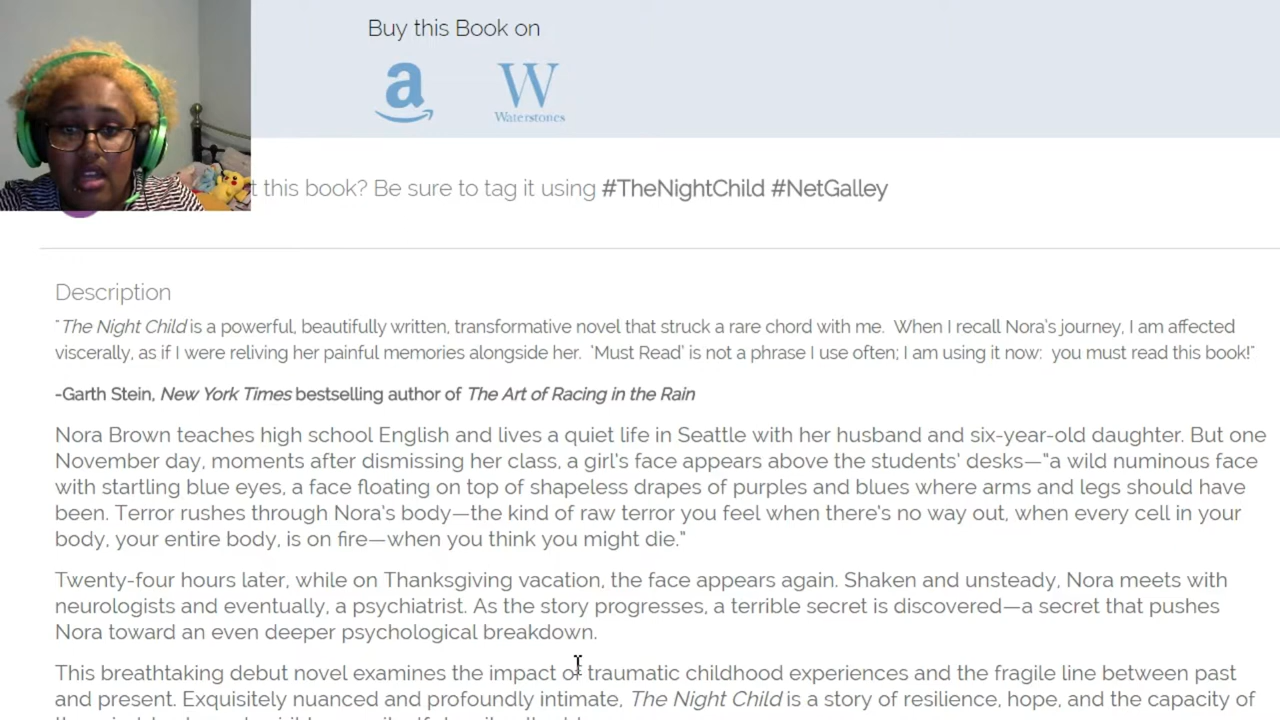 Buy this Book on
a
W
Waterstones
t this book? Be sure to tag it using #TheNightChild #NetGalley
Description
"The Night Child is a powerful, beautifully written, transformative novel that struck a rare chord with me.  When I recall Nora's journey, I am affected
viscerally, as if I were reliving her painful memories alongside her.  'Must Read' is not a phrase I use often; I am using it now:  you must read this book!"
-Garth Stein, New York Times bestselling author of The Art of Racing in the Rain
Nora Brown teaches high school English and lives a quiet life in Seattle with her husband and six-year-old daughter. But one
November day, moments after dismissing her class, a girl's face appears above the students' desks—"a wild numinous face
with startling blue eyes, a face floating on top of shapeless drapes of purples and blues where arms and legs should have
been. Terror rushes through Nora's body—the kind of raw terror you feel when there's no way out, when every cell in your
body, your entire body, is on fire—when you think you might die."
Twenty-four hours later, while on Thanksgiving vacation, the face appears again. Shaken and unsteady, Nora meets with
neurologists and eventually, a psychiatrist. As the story progresses, a terrible secret is discovered—a secret that pushes
Nora toward an even deeper psychological breakdown.
This breathtaking debut novel examines the impact of traumatic childhood experiences and the fragile line between past
and present. Exquisitely nuanced and profoundly intimate, The Night Child is a story of resilience, hope, and the capacity of